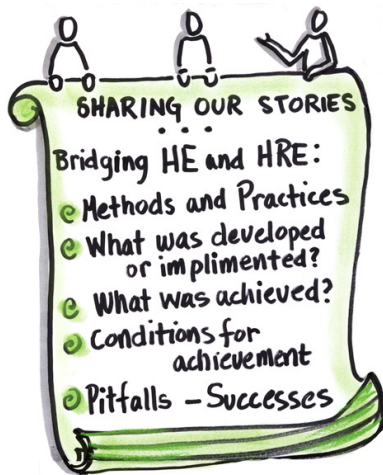 SHARING OUR STORIES
...
Bridging HE and HRE:
Methods and Practices
What was developed
or implimented?
What was achieved?
Conditions for
achievement
Pitfalls – Successes